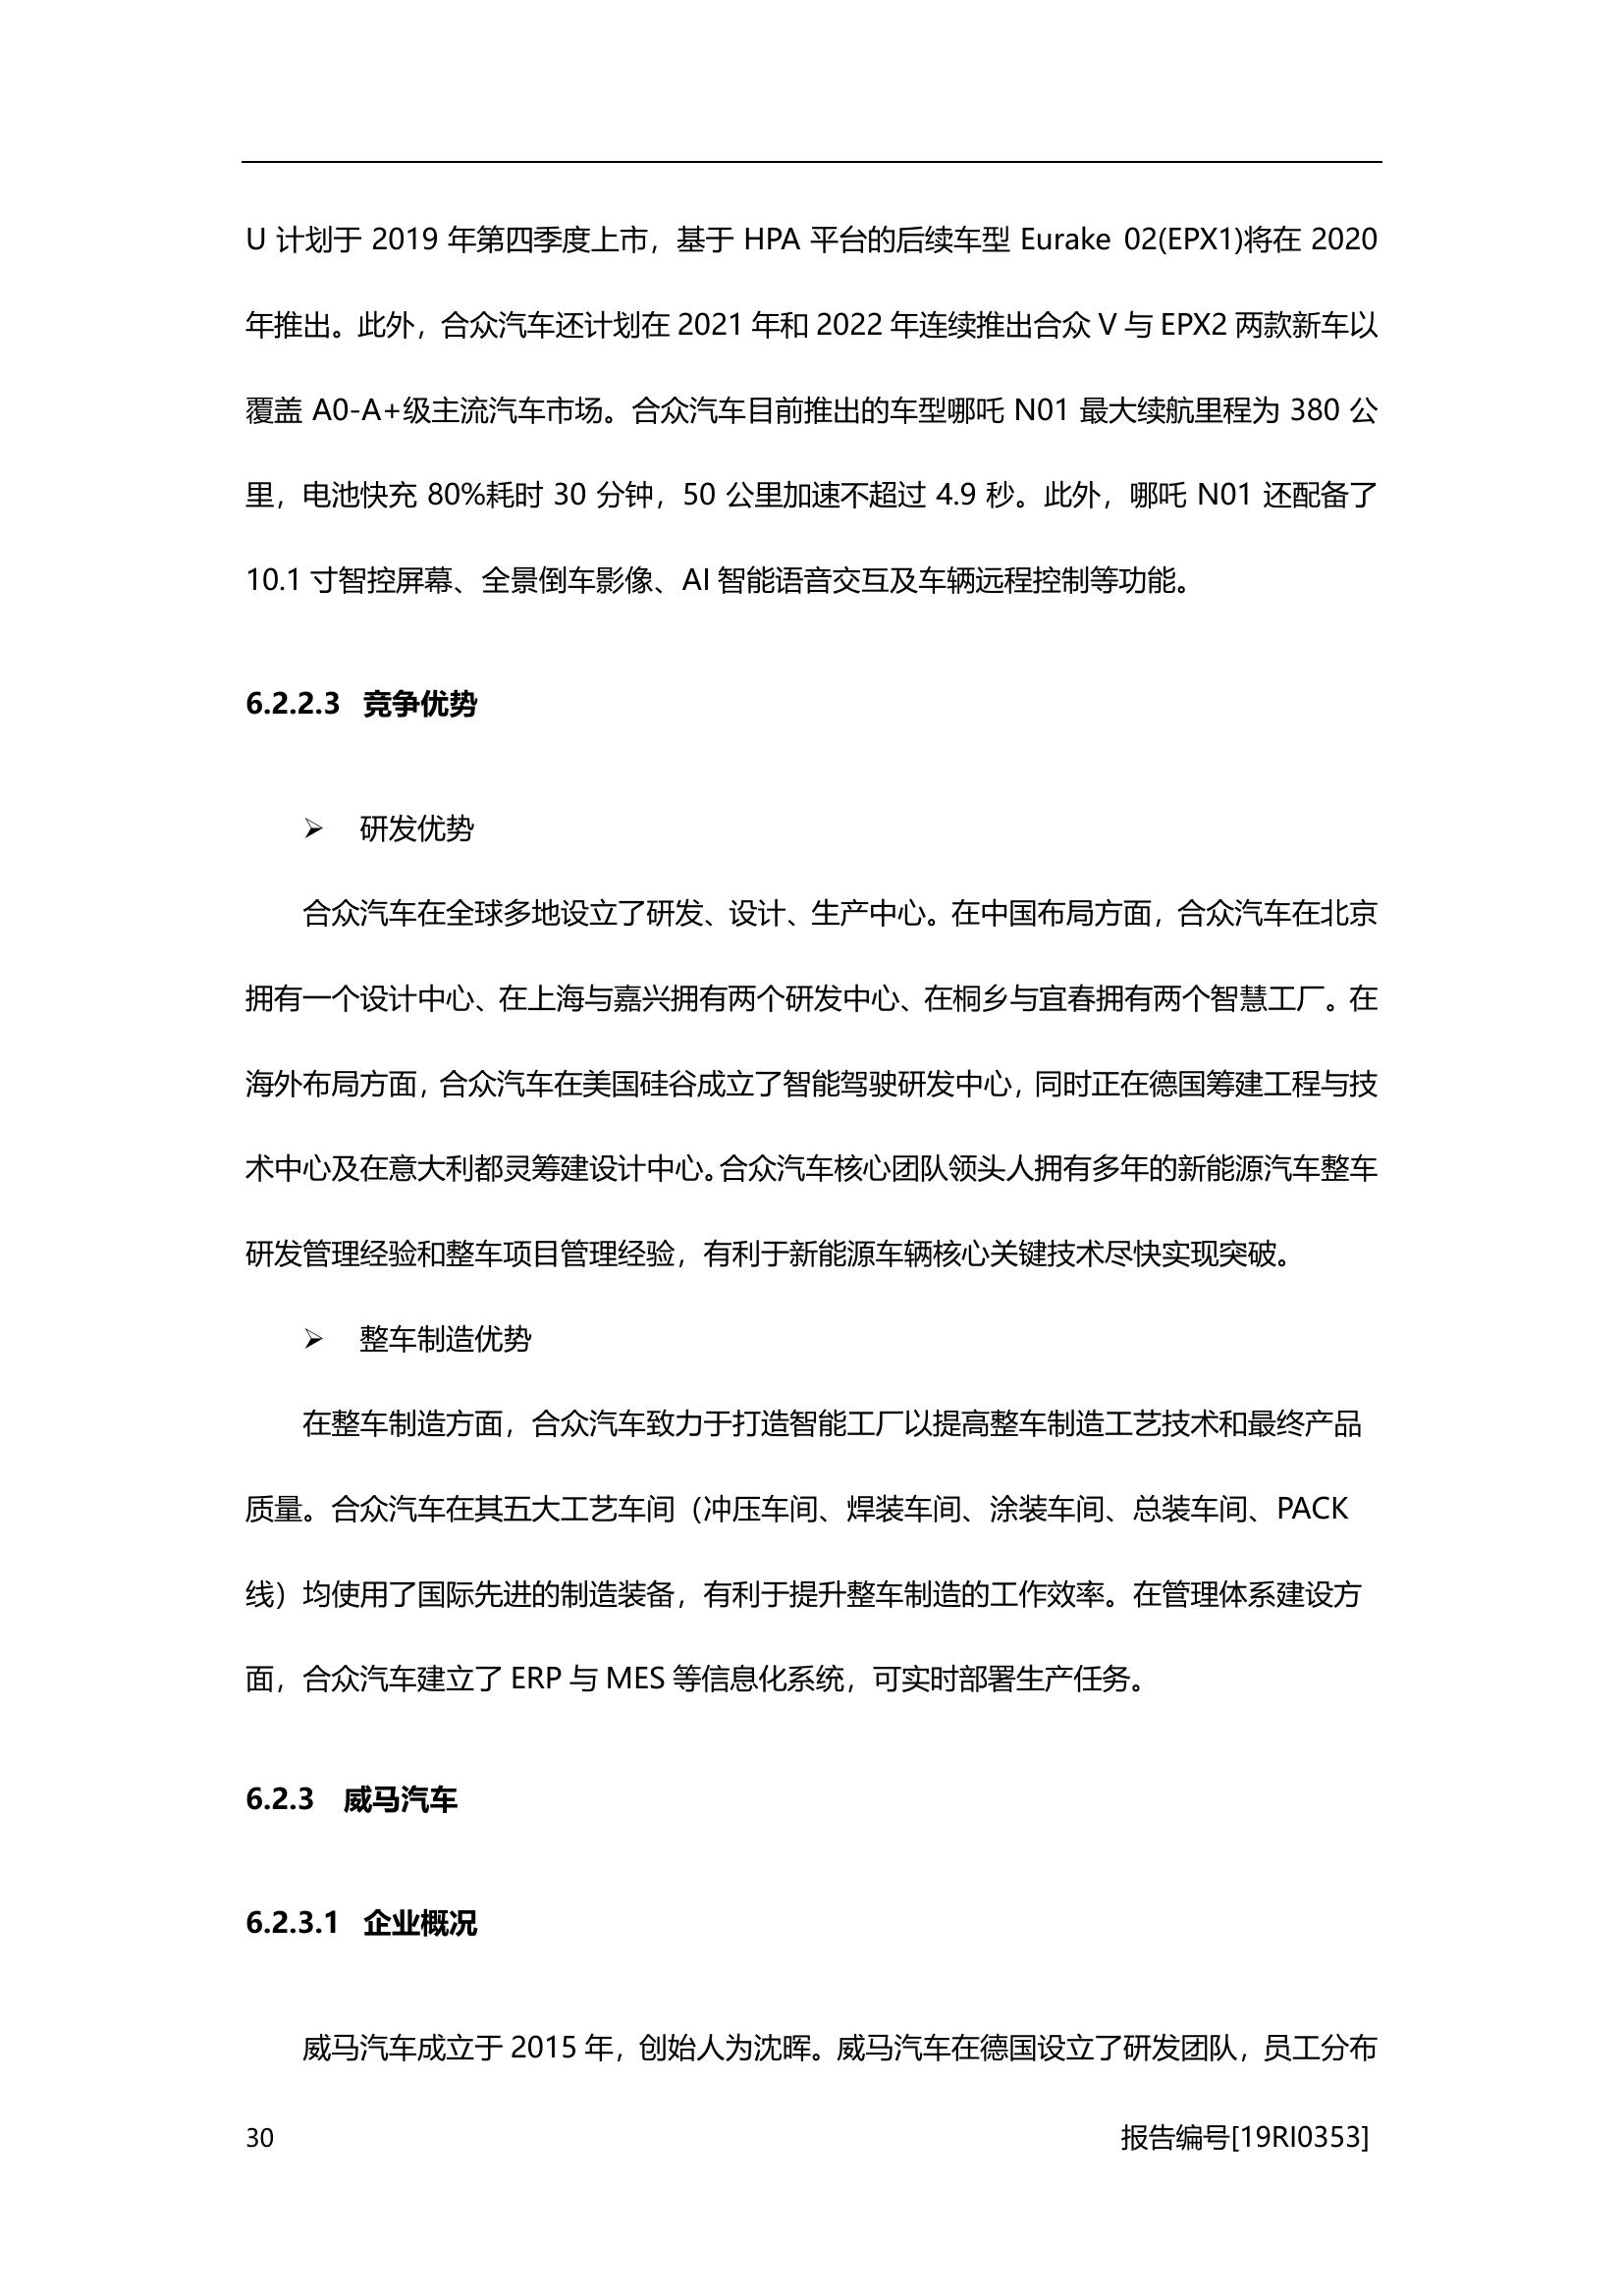 U 计划于 2019 年第四季度上市，基于 HPA 平台的后续车型 Eurake 02(EPX1)将在 2020
年推出。此外，合众汽车还计划在 2021 年和 2022 年连续推出合众 V 与 EPX2 两款新车以
覆盖 A0-A+级主流汽车市场。合众汽车目前推出的车型哪吒 N01 最大续航里程为 380 公
里，电池快充 80%耗时 30 分钟，50 公里加速不超过 4.9 秒。此外，哪吒 N01 还配备了
10.1 寸智控屏幕、全景倒车影像、AI 智能语音交互及车辆远程控制等功能。
6.2.2.3 竞争优势
➢ 研发优势
合众汽车在全球多地设立了研发、设计、生产中心。在中国布局方面，合众汽车在北京
拥有一个设计中心、在上海与嘉兴拥有两个研发中心、在桐乡与宜春拥有两个智慧工厂。在
海外布局方面，合众汽车在美国硅谷成立了智能驾驶研发中心，同时正在德国筹建工程与技
术中心及在意大利都灵筹建设计中心。合众汽车核心团队领头人拥有多年的新能源汽车整车
研发管理经验和整车项目管理经验，有利于新能源车辆核心关键技术尽快实现突破。
➢ 整车制造优势
在整车制造方面，合众汽车致力于打造智能工厂以提高整车制造工艺技术和最终产品
质量。合众汽车在其五大工艺车间（冲压车间、焊装车间、涂装车间、总装车间、PACK
线）均使用了国际先进的制造装备，有利于提升整车制造的工作效率。在管理体系建设方
面，合众汽车建立了 ERP 与 MES 等信息化系统，可实时部署生产任务。
6.2.3 威马汽车
6.2.3.1 企业概况
威马汽车成立于 2015 年，创始人为沈晖。威马汽车在德国设立了研发团队，员工分布
30 报告编号[19RI0353]